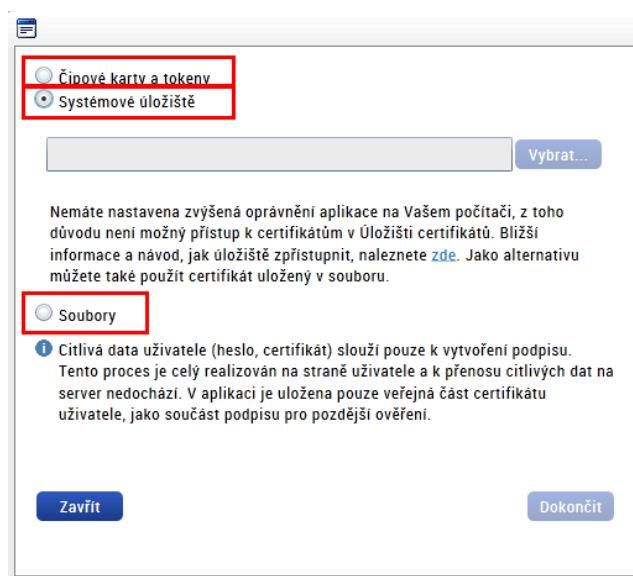 Čipové karty a tokeny
Systémové úložiště
Vybrat...
Nemáte nastavena zvýšená oprávnění aplikace na Vašem počítači, z toho
důvodu není možný přístup k certifikátům v Úložišti certifikátů. Bližší
informace a návod, jak úložiště zpřístupnit, naleznete zde. Jako alternativu
můžete také použít certifikát uložený v souboru.
Soubory
Citlivá data uživatele (heslo, certifikát) slouží pouze k vytvoření podpisu.
Tento proces je celý realizován na straně uživatele a k přenosu citlivých dat na
server nedochází. V aplikaci je uložena pouze veřejná část certifikátu
uživatele, jako součást podpisu pro pozdější ověření.
Zavřít
Dokončit